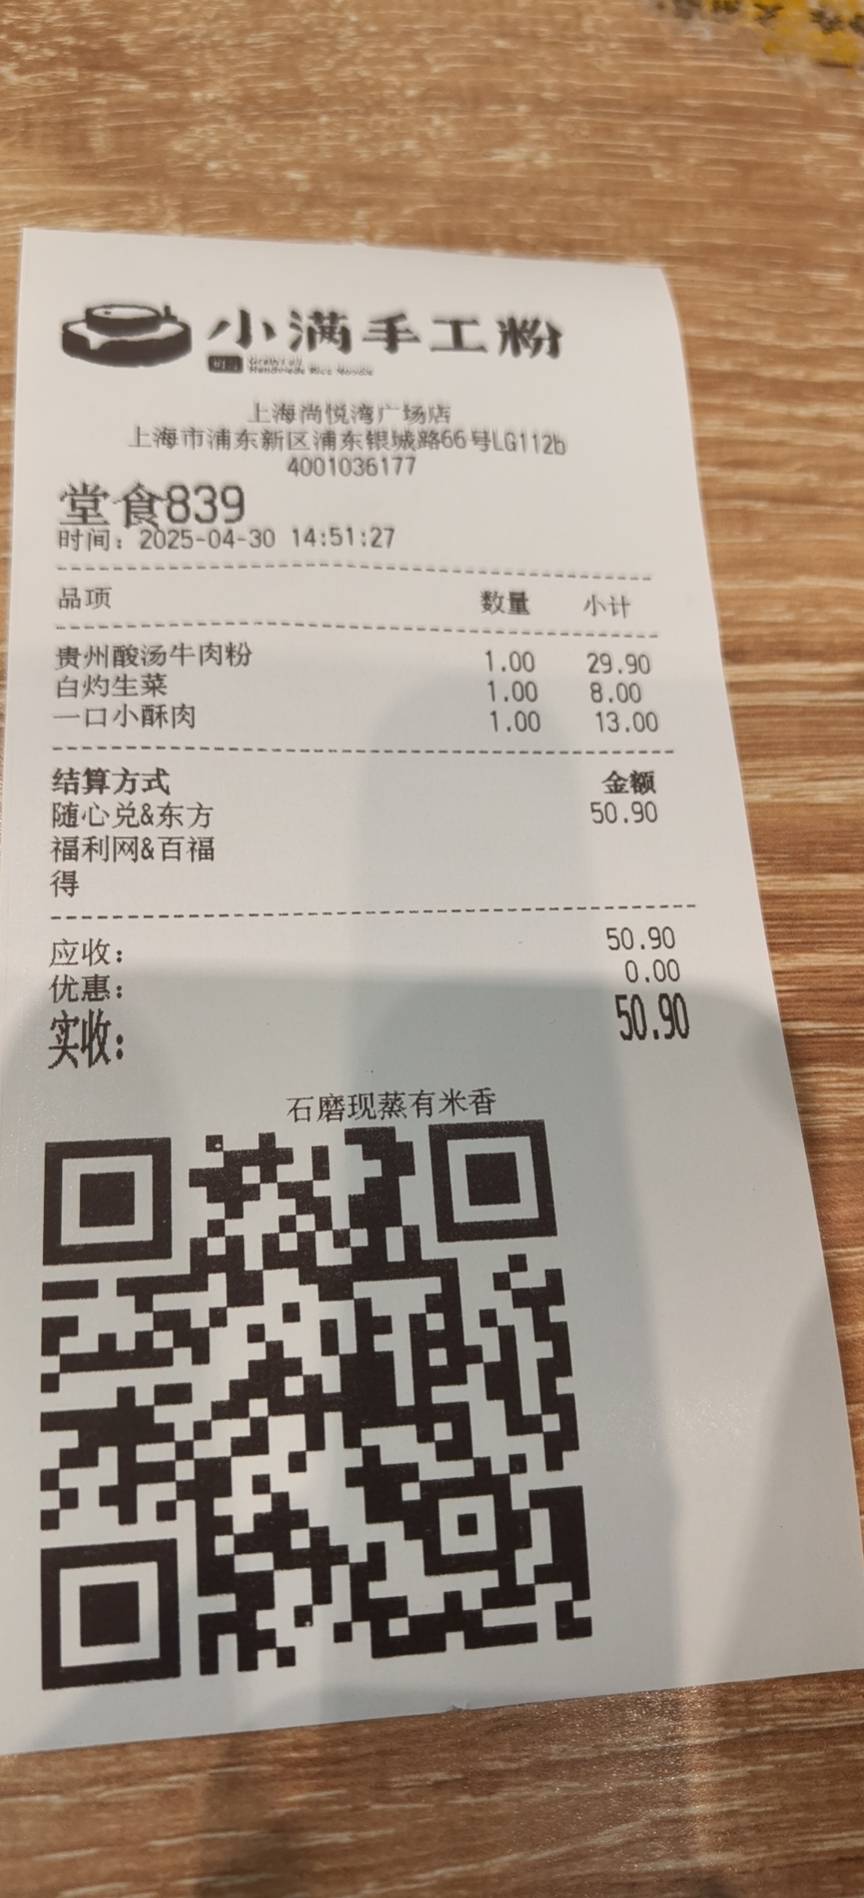 小满手工粉
Handmade Rice Noodle
上海尚悦湾广场店
上海市浦东新区浦东银城路66号LG112b
4001036177
堂食839
时间：2025-04-30 14:51:27
品项 数量 小计
贵州酸汤牛肉粉 1.00 29.90
白灼生菜 1.00 8.00
一口小酥肉 1.00 13.00
结算方式 金额
随心兑&东方 50.90
福利网&百福
得
应收： 50.90
优惠： 0.00
实收： 50.90
石磨现蒸有米香